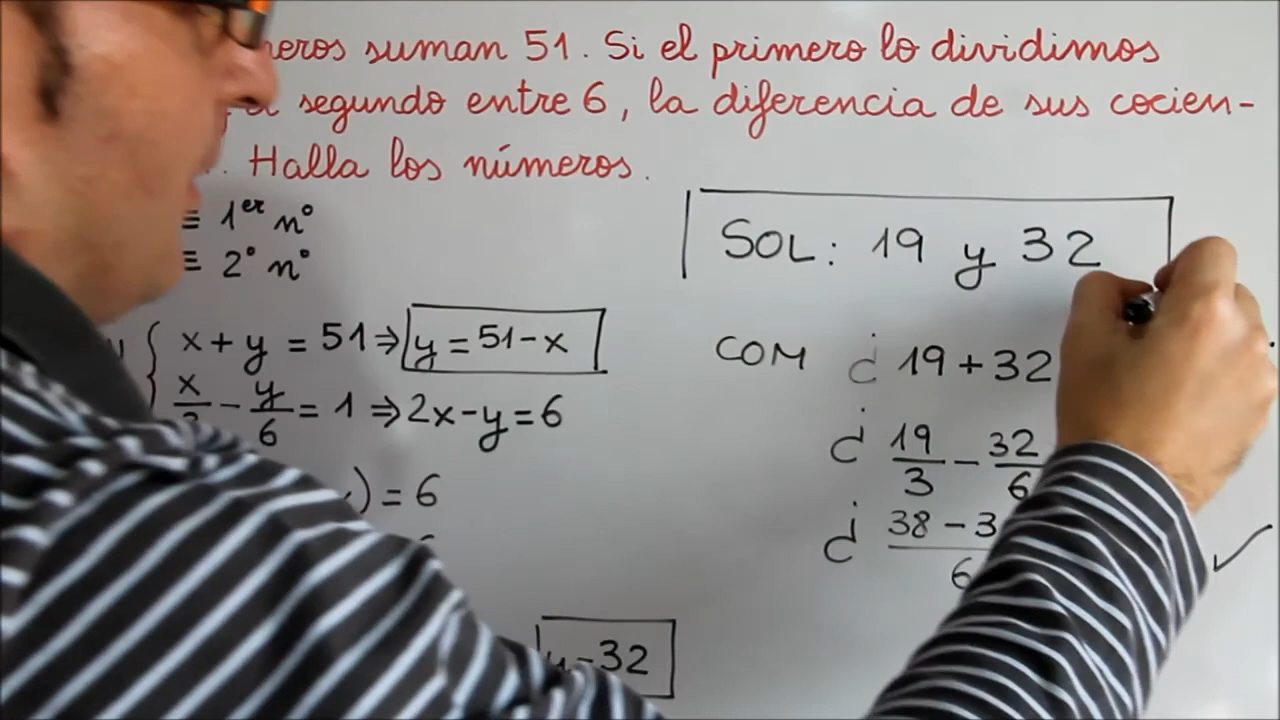 neros suman 51. Si el primero lo dividimos
segundo entre 6, la diferencia de sus cocien-
Halla los números.
≡ 1er nº
≡ 2º nº
SOL: 19 y 32
x + y = 51 ⇒ y = 51 - x
COM ¿ 19 + 32
x/3 - y/6 = 1 ⇒ 2x - y = 6
¿ 19/3 - 32/6
) = 6
¿ 38 - 3
6
y = 32